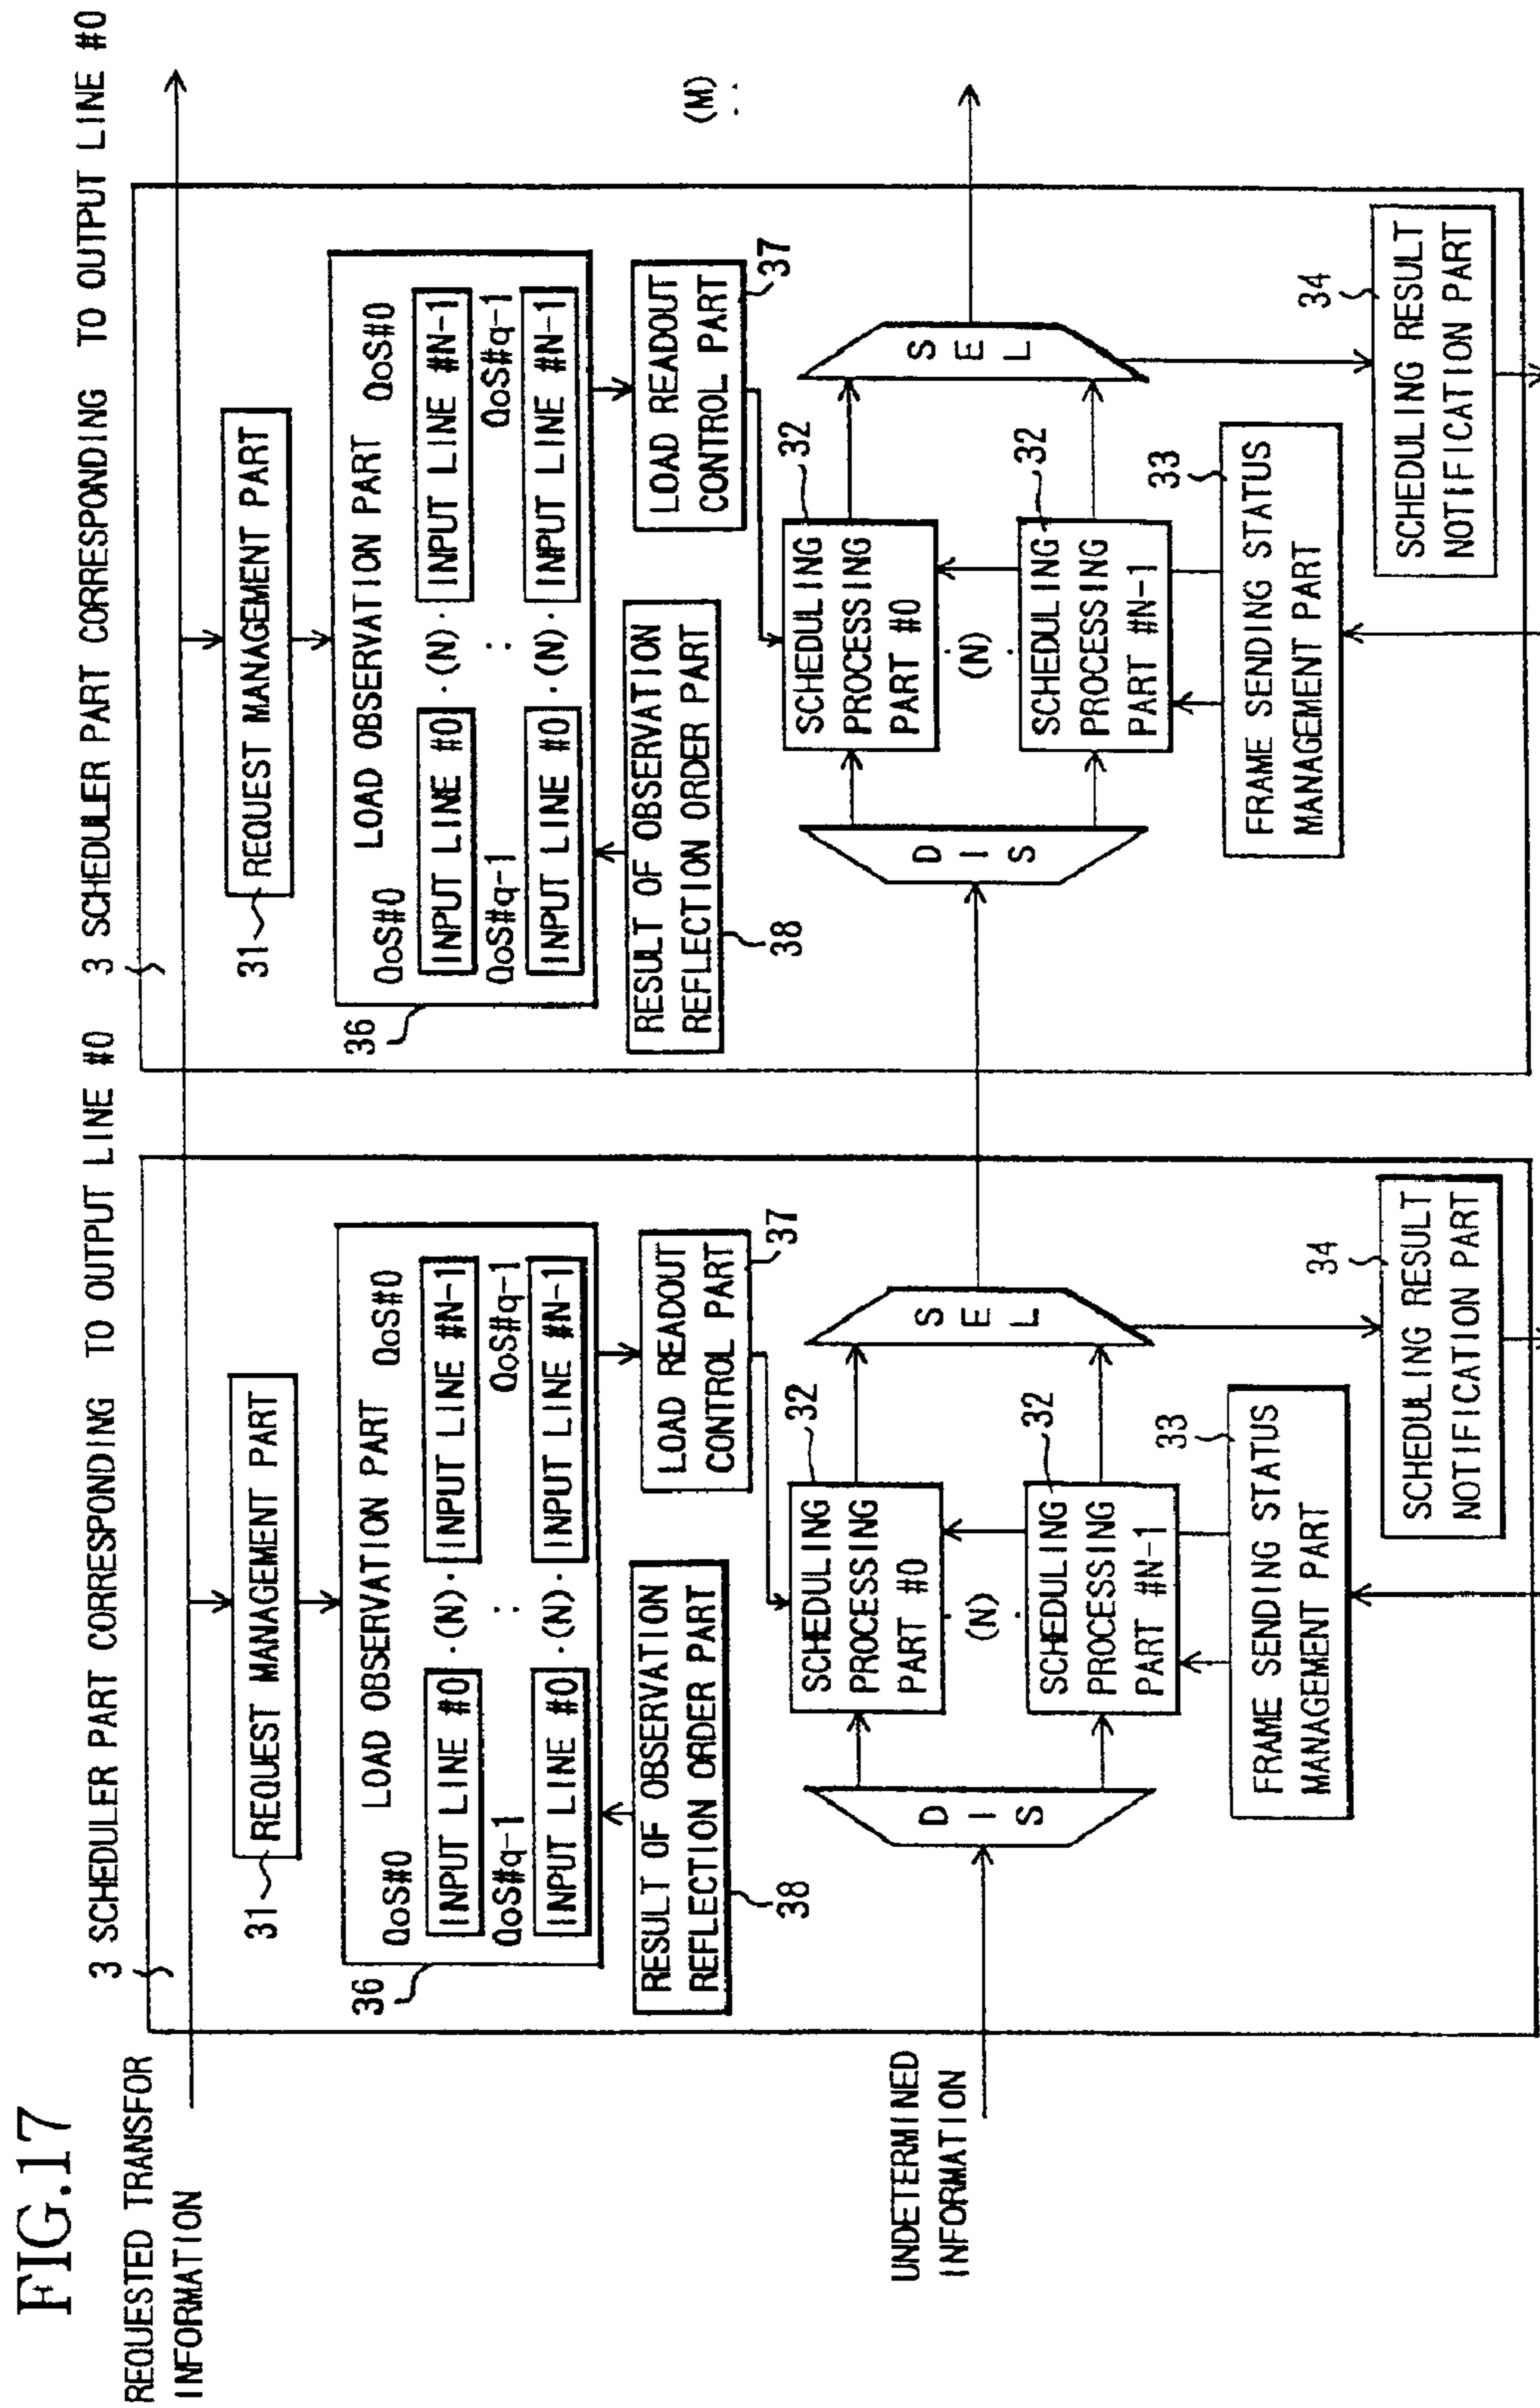 FIG.17
REQUESTED TRANSFOR
INFORMATION
3 SCHEDULER PART CORRESPONDING TO OUTPUT LINE #0
31
REQUEST MANAGEMENT PART
36
LOAD OBSERVATION PART
QoS#0
QoS#0
INPUT LINE #0
·(N)·
INPUT LINE #N-1
QoS#q-1
:
QoS#q-1
INPUT LINE #0
·(N)·
INPUT LINE #N-1
RESULT OF OBSERVATION
REFLECTION ORDER PART
38
LOAD READOUT
CONTROL PART
37
UNDETERMINED
INFORMATION
DIS
32
SCHEDULING
PROCESSING
PART #0
(N)
32
SCHEDULING
PROCESSING
PART #N-1
SEL
33
FRAME SENDING STATUS
MANAGEMENT PART
34
SCHEDULING RESULT
NOTIFICATION PART
3 SCHEDULER PART CORRESPONDING TO OUTPUT LINE #0
31
REQUEST MANAGEMENT PART
36
LOAD OBSERVATION PART
QoS#0
QoS#0
INPUT LINE #0
·(N)·
INPUT LINE #N-1
QoS#q-1
:
QoS#q-1
INPUT LINE #0
·(N)·
INPUT LINE #N-1
RESULT OF OBSERVATION
REFLECTION ORDER PART
38
LOAD READOUT
CONTROL PART
37
DIS
32
SCHEDULING
PROCESSING
PART #0
(N)
32
SCHEDULING
PROCESSING
PART #N-1
SEL
33
FRAME SENDING STATUS
MANAGEMENT PART
34
SCHEDULING RESULT
NOTIFICATION PART
(M)